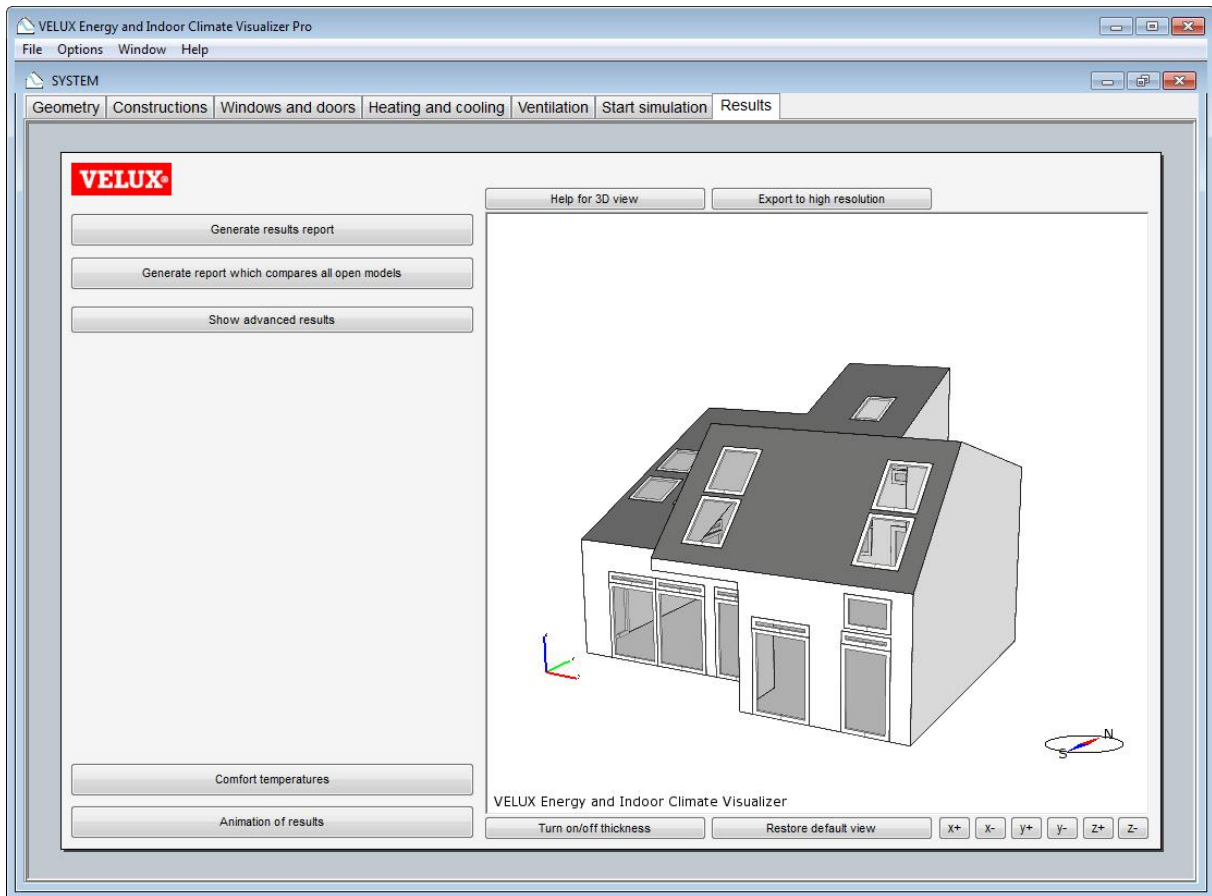 VELUX Energy and Indoor Climate Visualizer Pro
File Options Window Help
SYSTEM
Geometry Constructions Windows and doors Heating and cooling Ventilation Start simulation Results
VELUX®
Help for 3D view Export to high resolution
Generate results report
Generate report which compares all open models
Show advanced results
N
S
Comfort temperatures
VELUX Energy and Indoor Climate Visualizer
Animation of results
Turn on/off thickness Restore default view x+ x- y+ y- z+ z-